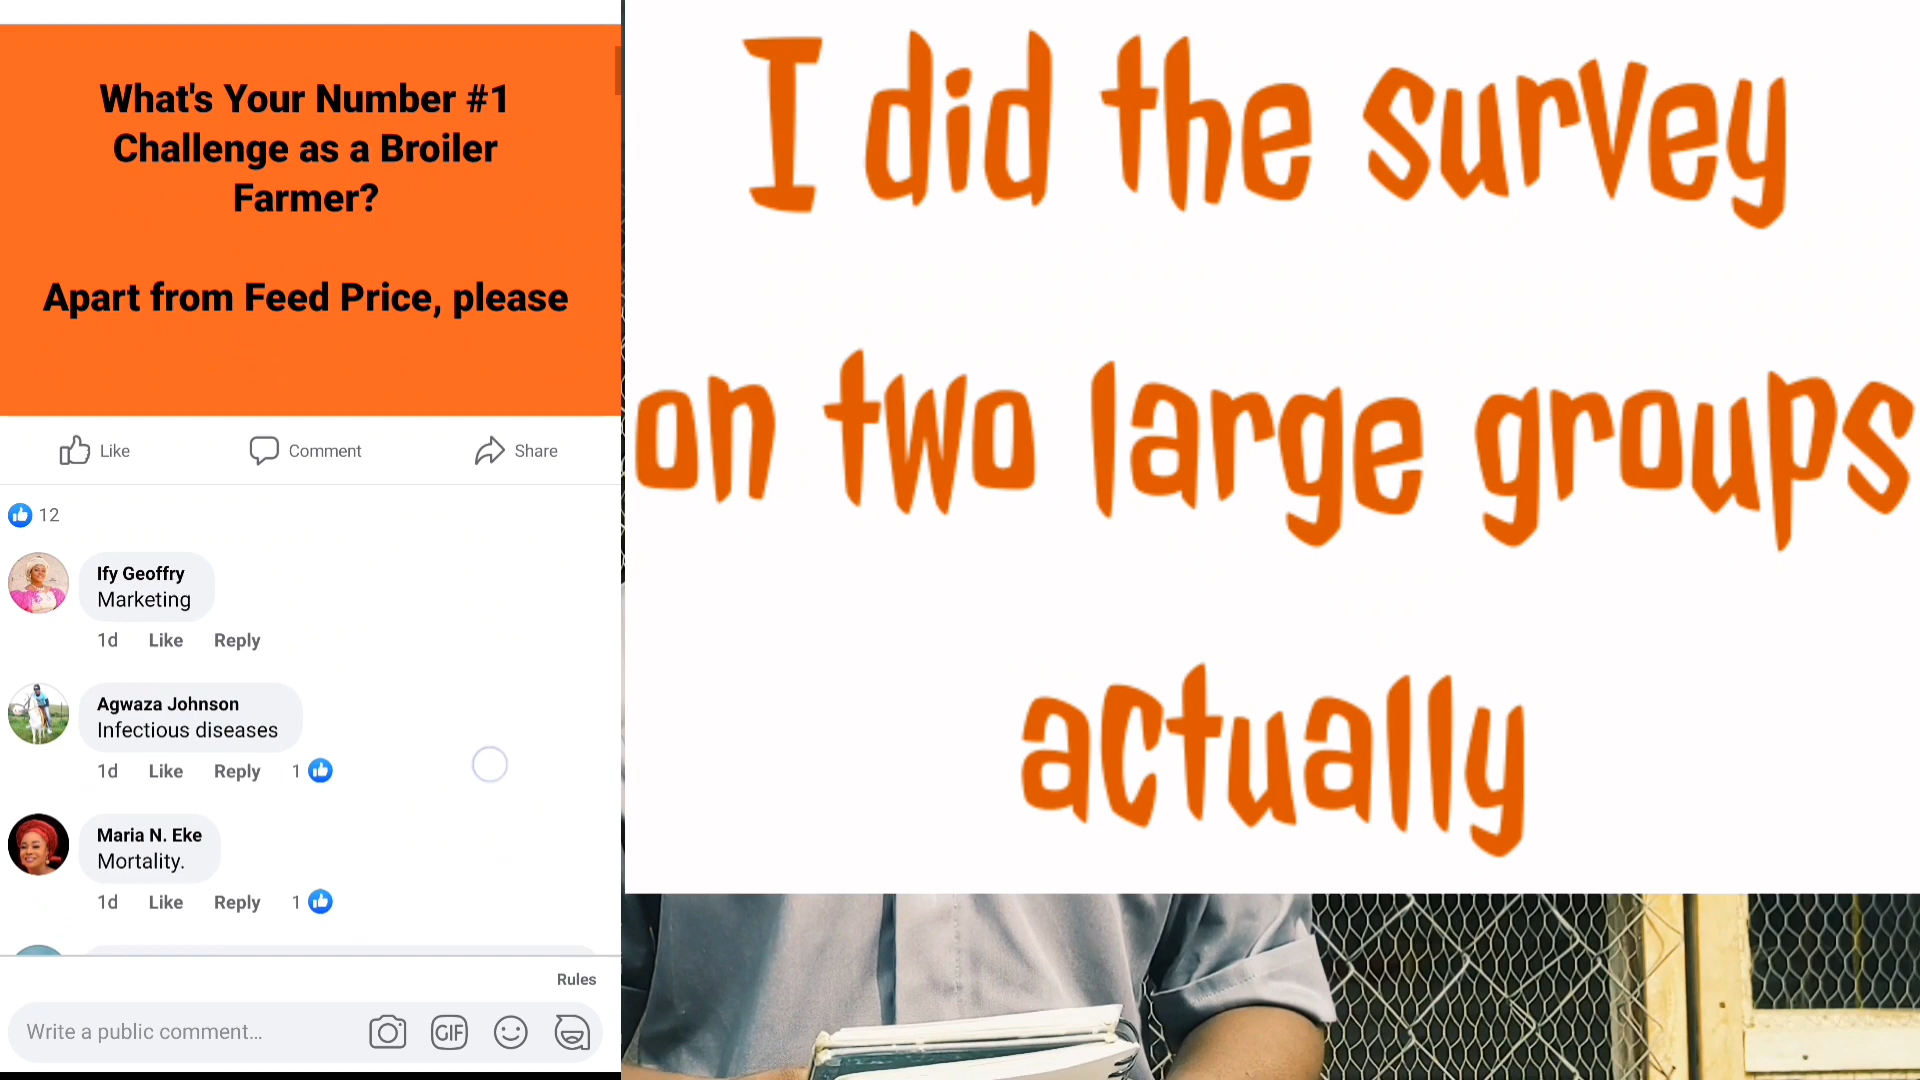 What's Your Number #1
Challenge as a Broiler
Farmer?
Apart from Feed Price, please
Like
Comment
Share
12
Ify Geoffry
Marketing
1d Like Reply
Agwaza Johnson
Infectious diseases
1d Like Reply 1
Maria N. Eke
Mortality.
1d Like Reply 1
Rules
Write a public comment...
GIF
I did the survey
on two large groups
actually